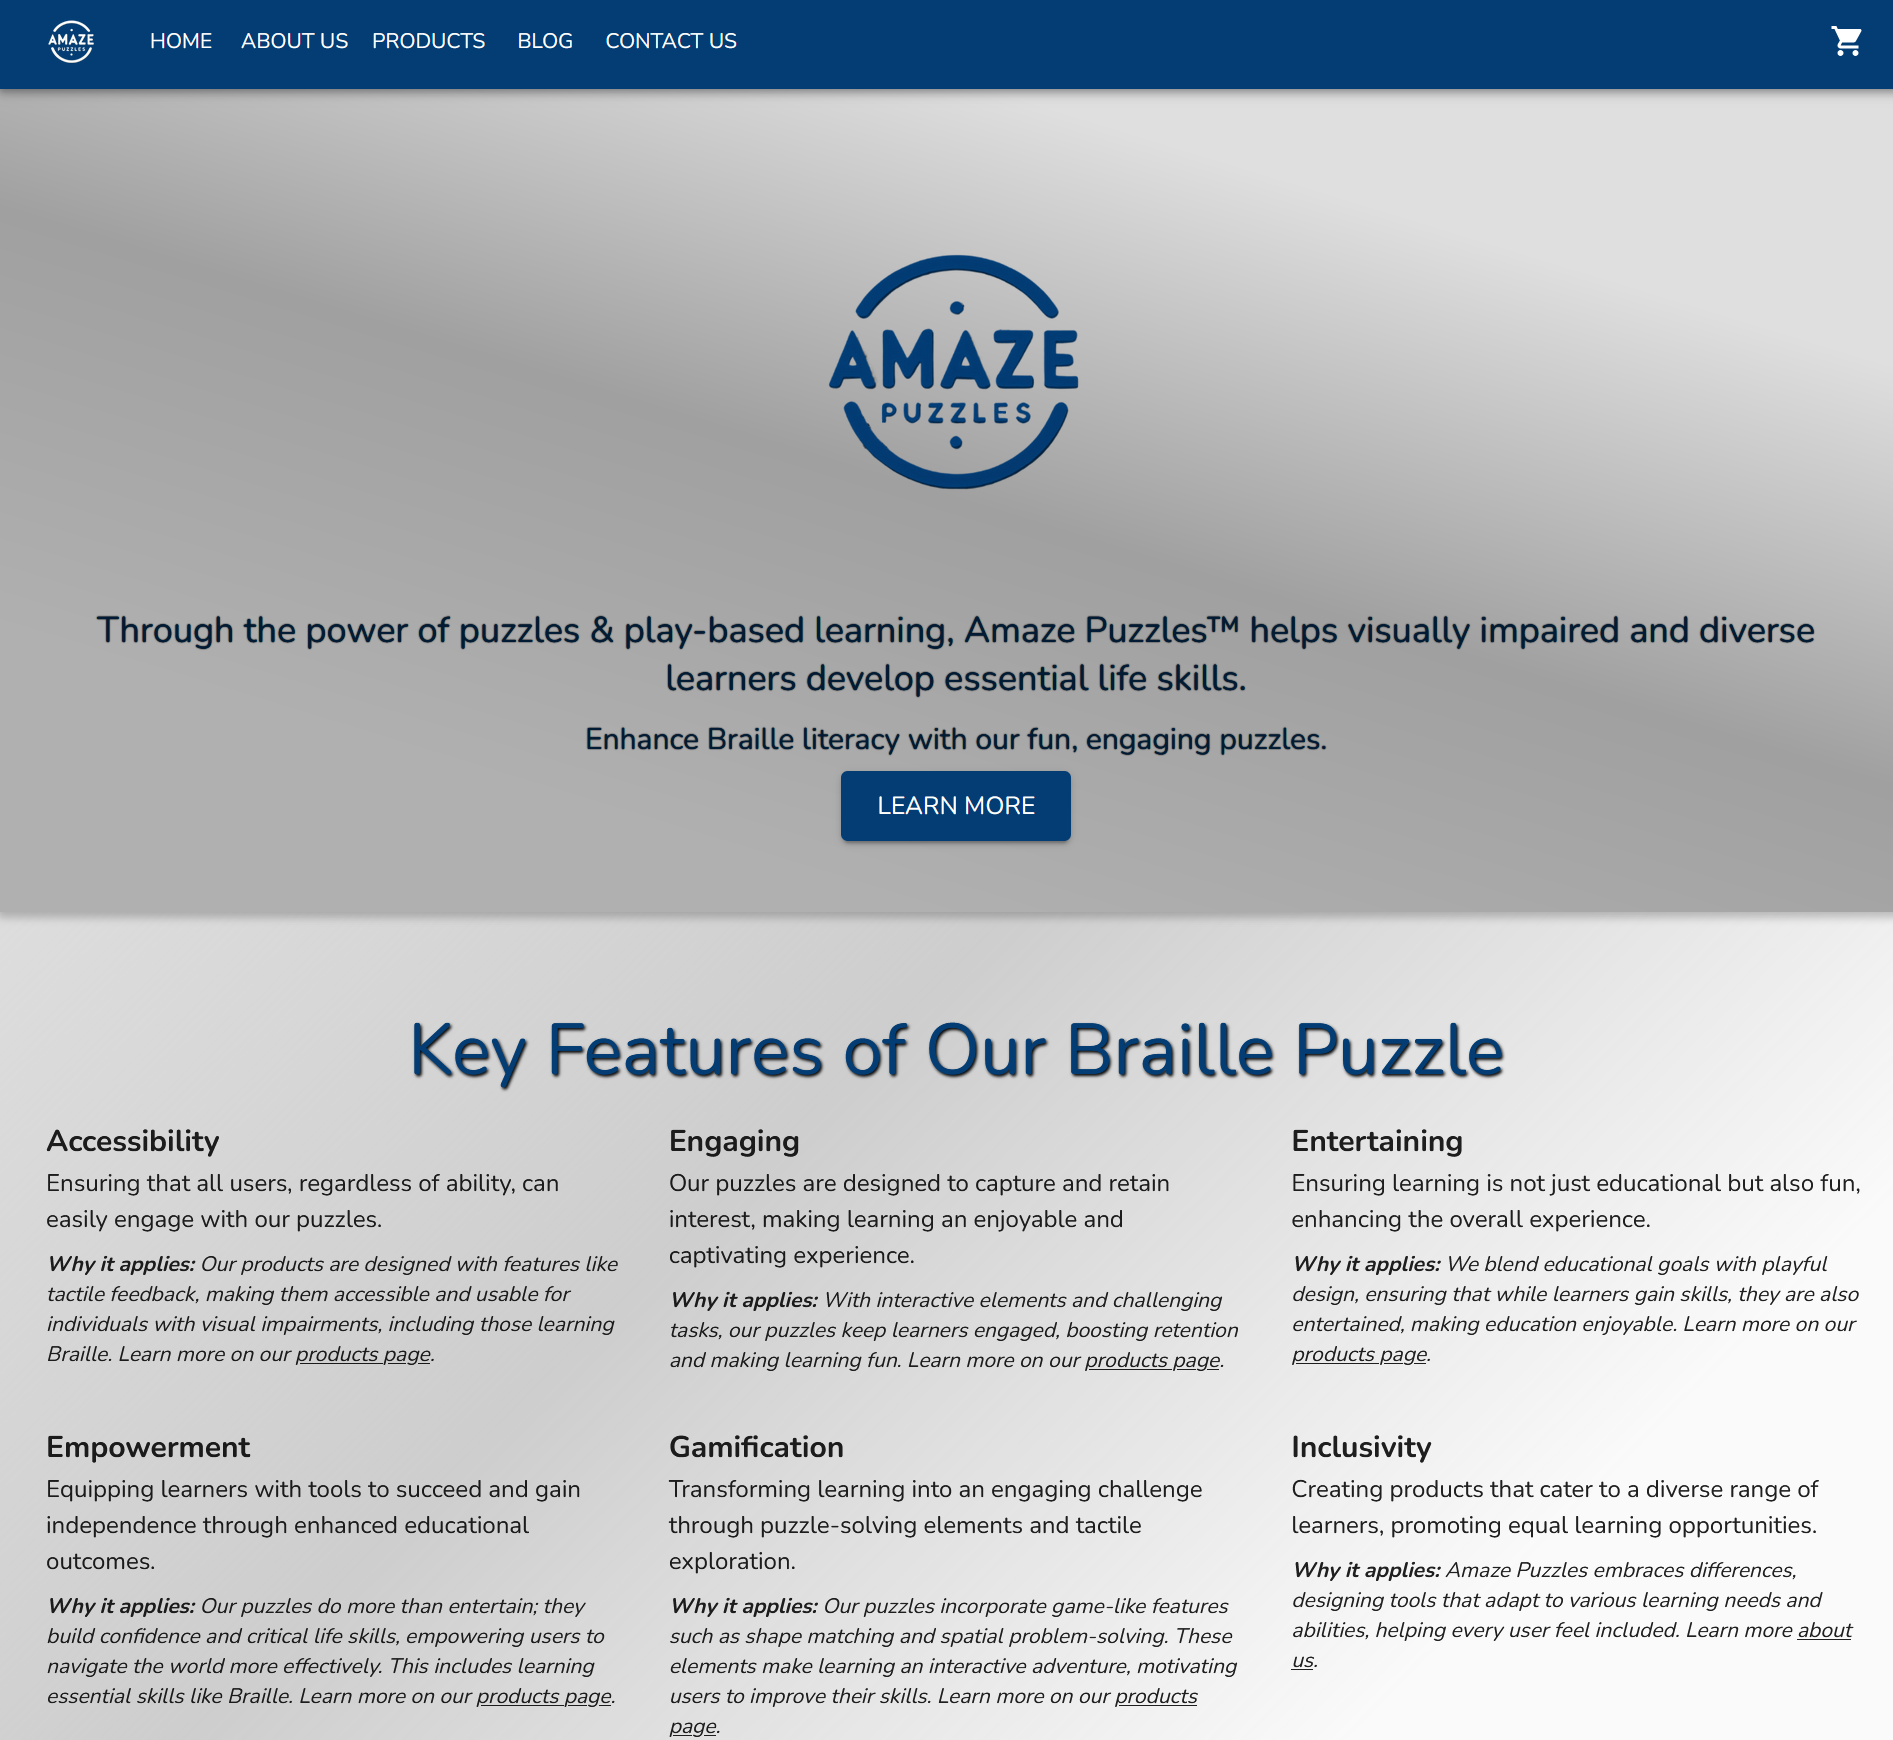 AMAZE
PUZZLES
HOME ABOUT US PRODUCTS BLOG CONTACT US
AMAZE
PUZZLES
Through the power of puzzles & play-based learning, Amaze Puzzles™ helps visually impaired and diverse
learners develop essential life skills.
Enhance Braille literacy with our fun, engaging puzzles.
LEARN MORE
Key Features of Our Braille Puzzle
Accessibility
Ensuring that all users, regardless of ability, can
easily engage with our puzzles.
Why it applies: Our products are designed with features like
tactile feedback, making them accessible and usable for
individuals with visual impairments, including those learning
Braille. Learn more on our products page.
Engaging
Our puzzles are designed to capture and retain
interest, making learning an enjoyable and
captivating experience.
Why it applies: With interactive elements and challenging
tasks, our puzzles keep learners engaged, boosting retention
and making learning fun. Learn more on our products page.
Entertaining
Ensuring learning is not just educational but also fun,
enhancing the overall experience.
Why it applies: We blend educational goals with playful
design, ensuring that while learners gain skills, they are also
entertained, making education enjoyable. Learn more on our
products page.
Empowerment
Equipping learners with tools to succeed and gain
independence through enhanced educational
outcomes.
Why it applies: Our puzzles do more than entertain; they
build confidence and critical life skills, empowering users to
navigate the world more effectively. This includes learning
essential skills like Braille. Learn more on our products page.
Gamification
Transforming learning into an engaging challenge
through puzzle-solving elements and tactile
exploration.
Why it applies: Our puzzles incorporate game-like features
such as shape matching and spatial problem-solving. These
elements make learning an interactive adventure, motivating
users to improve their skills. Learn more on our products
page.
Inclusivity
Creating products that cater to a diverse range of
learners, promoting equal learning opportunities.
Why it applies: Amaze Puzzles embraces differences,
designing tools that adapt to various learning needs and
abilities, helping every user feel included. Learn more about
us.